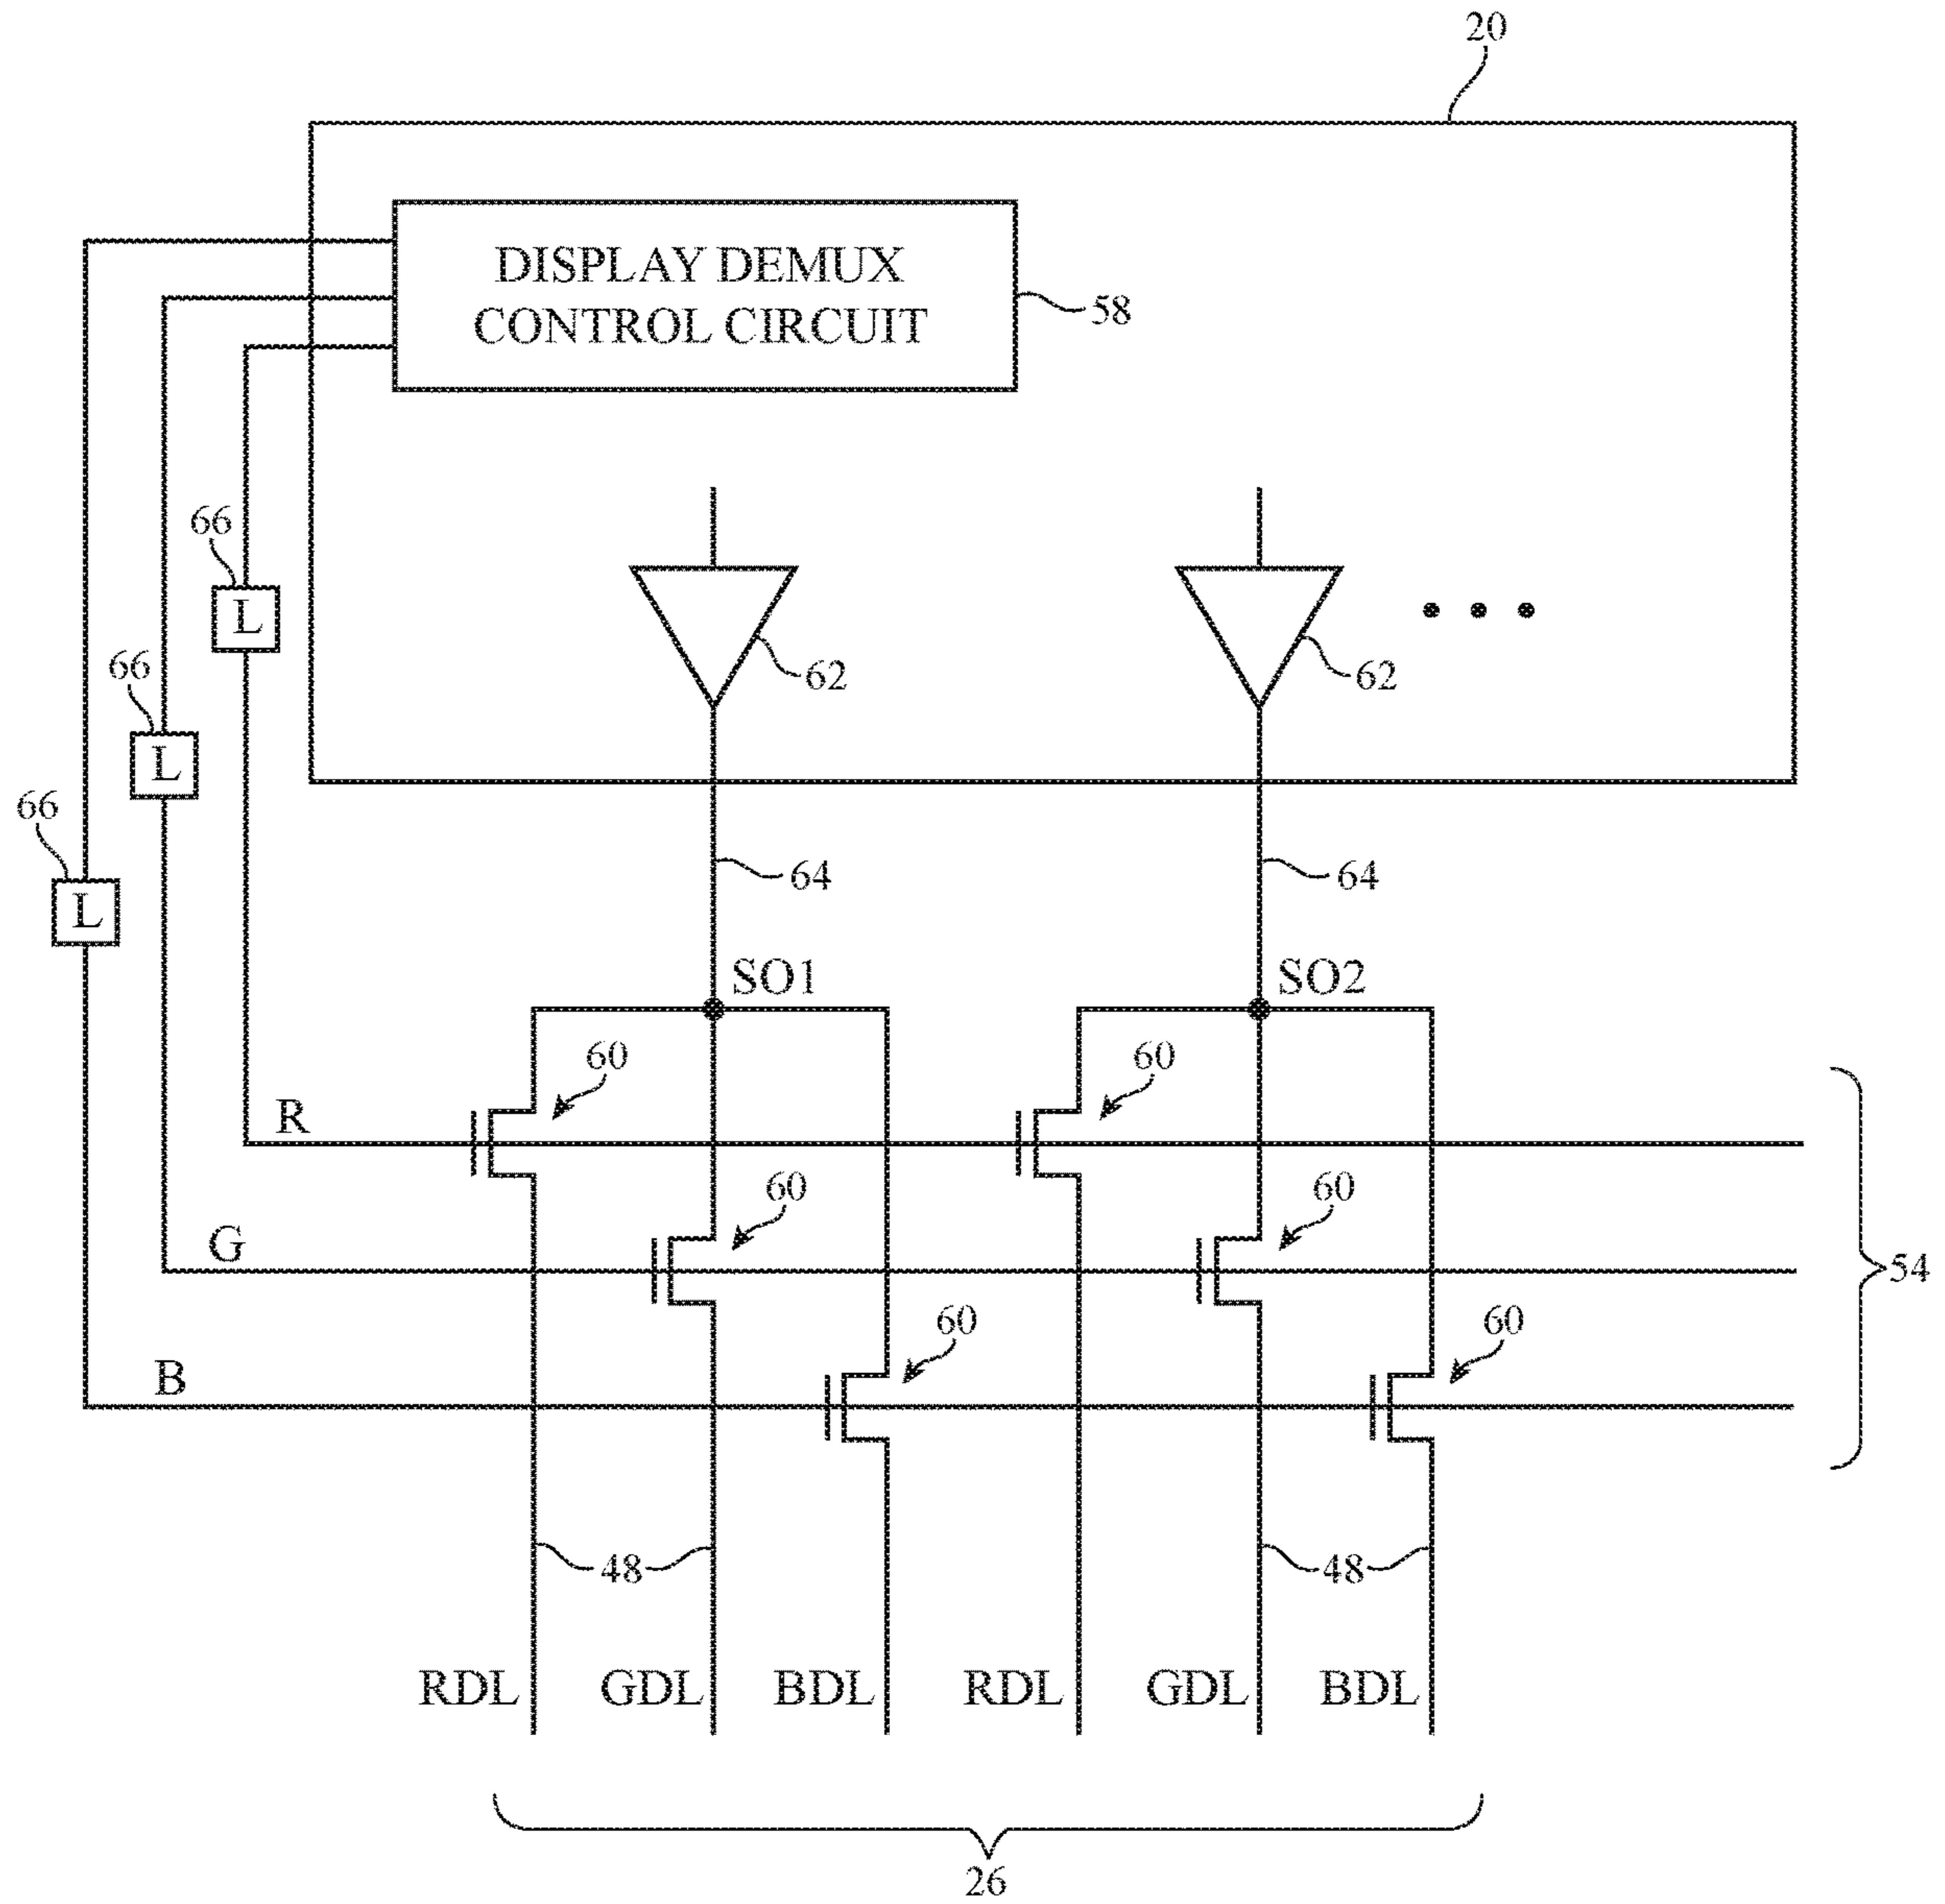 20
DISPLAY DEMUX
CONTROL CIRCUIT
58
66
L
62
62
66
L
66
L
64
64
SO1
SO2
60
60
R
60
60
G
54
60
60
B
48
48
RDL
GDL
BDL
RDL
GDL
BDL
26